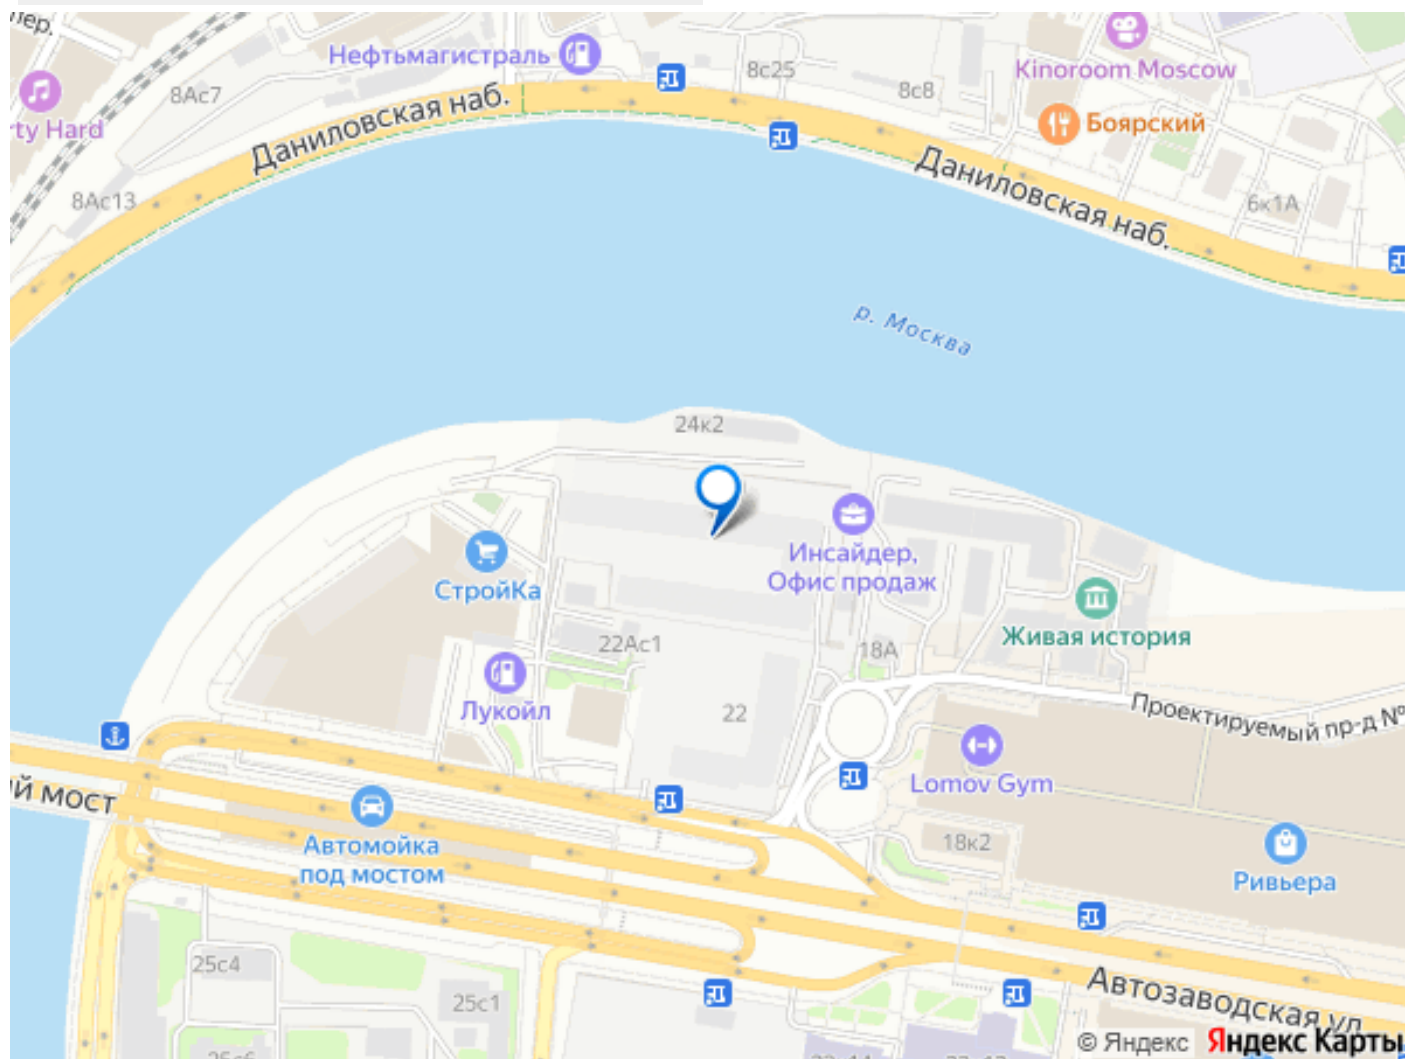 Нефтьмагистраль
8с25
Kinoroom Moscow
8Ас7
8с8
rty Hard
Даниловская наб.
Боярский
Даниловская наб.
8Ас13
6к1А
р. Москва
24к2
Инсайдер,
Офис продаж
СтройКа
Живая история
22Ас1
18А
Лукойл
22
Проектируемый пр-д №
Lomov Gym
ий мост
Автомойка
под мостом
18к2
Ривьера
25с4
25с1
Автозаводская ул.
© Яндекс Яндекс Карты